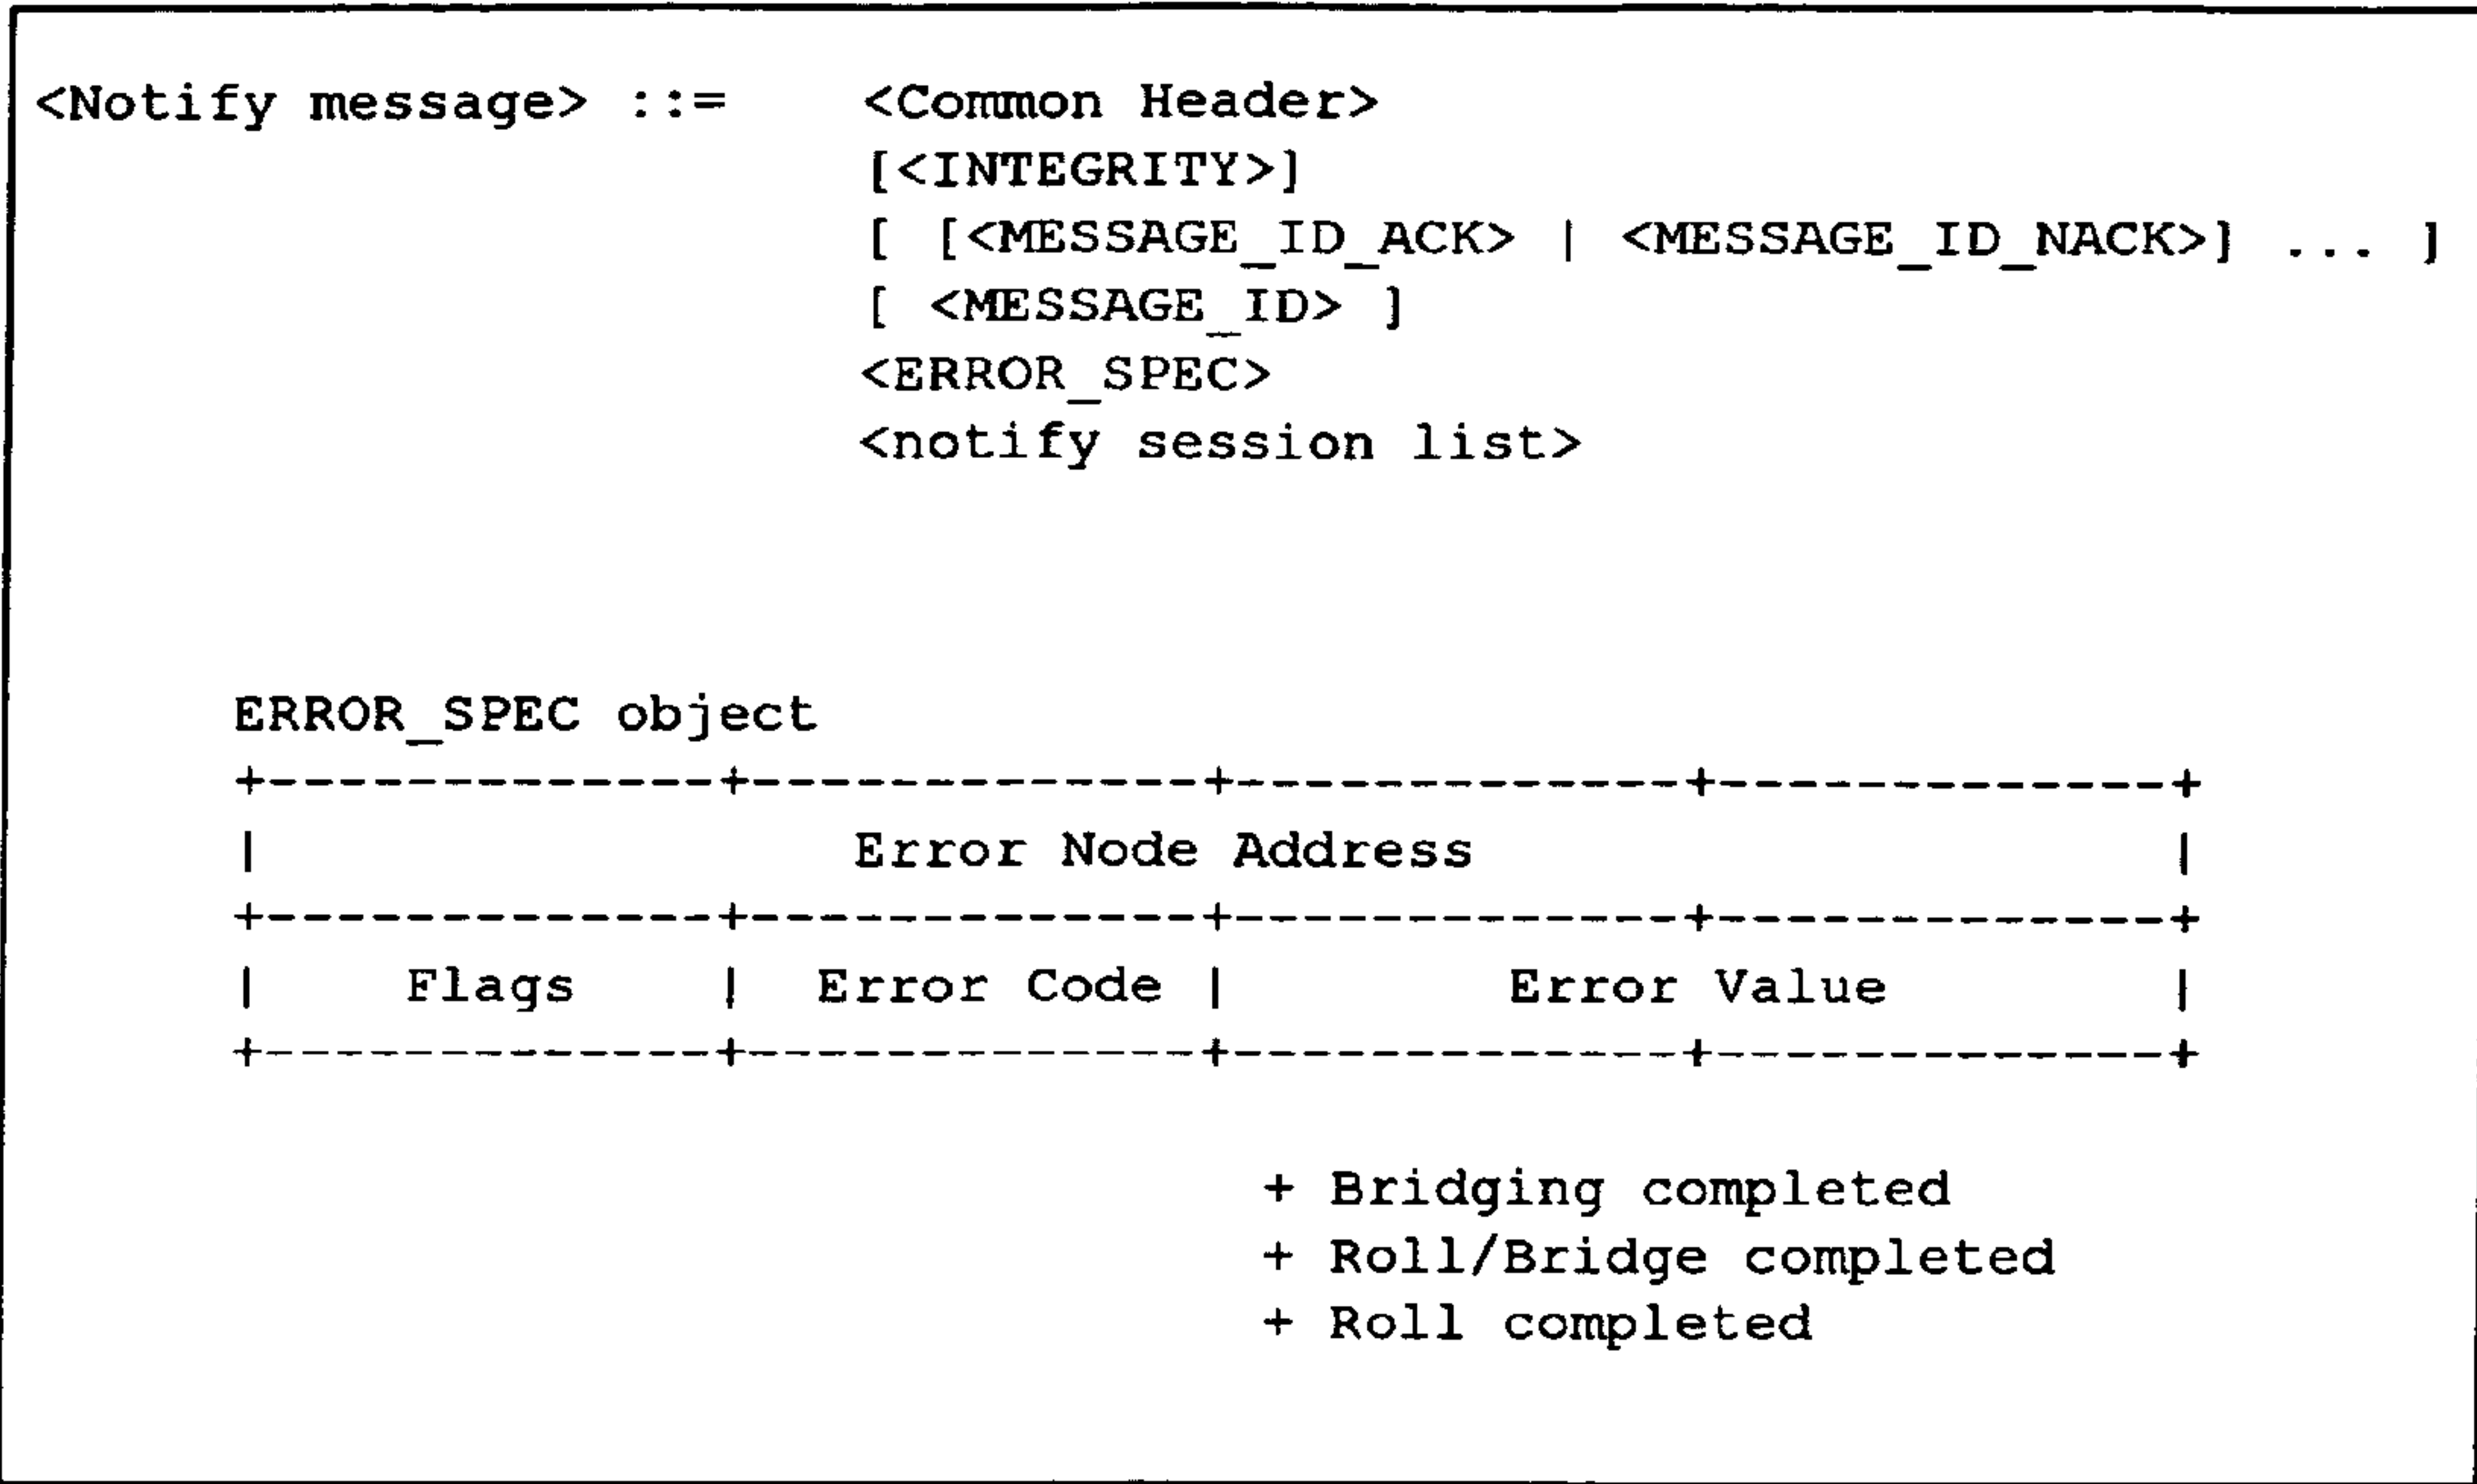 <Notify message> ::= <Common Header>
[<INTEGRITY>]
[ [<MESSAGE_ID_ACK> | <MESSAGE_ID_NACK>] ... ]
[ <MESSAGE_ID> ]
<ERROR_SPEC>
<notify session list>
ERROR_SPEC object
+-------------+-------------+-------------+-------------+
| Error Node Address |
+-------------+-------------+-------------+-------------+
| Flags | Error Code | Error Value |
+-------------+-------------+-------------+-------------+
+ Bridging completed
+ Roll/Bridge completed
+ Roll completed